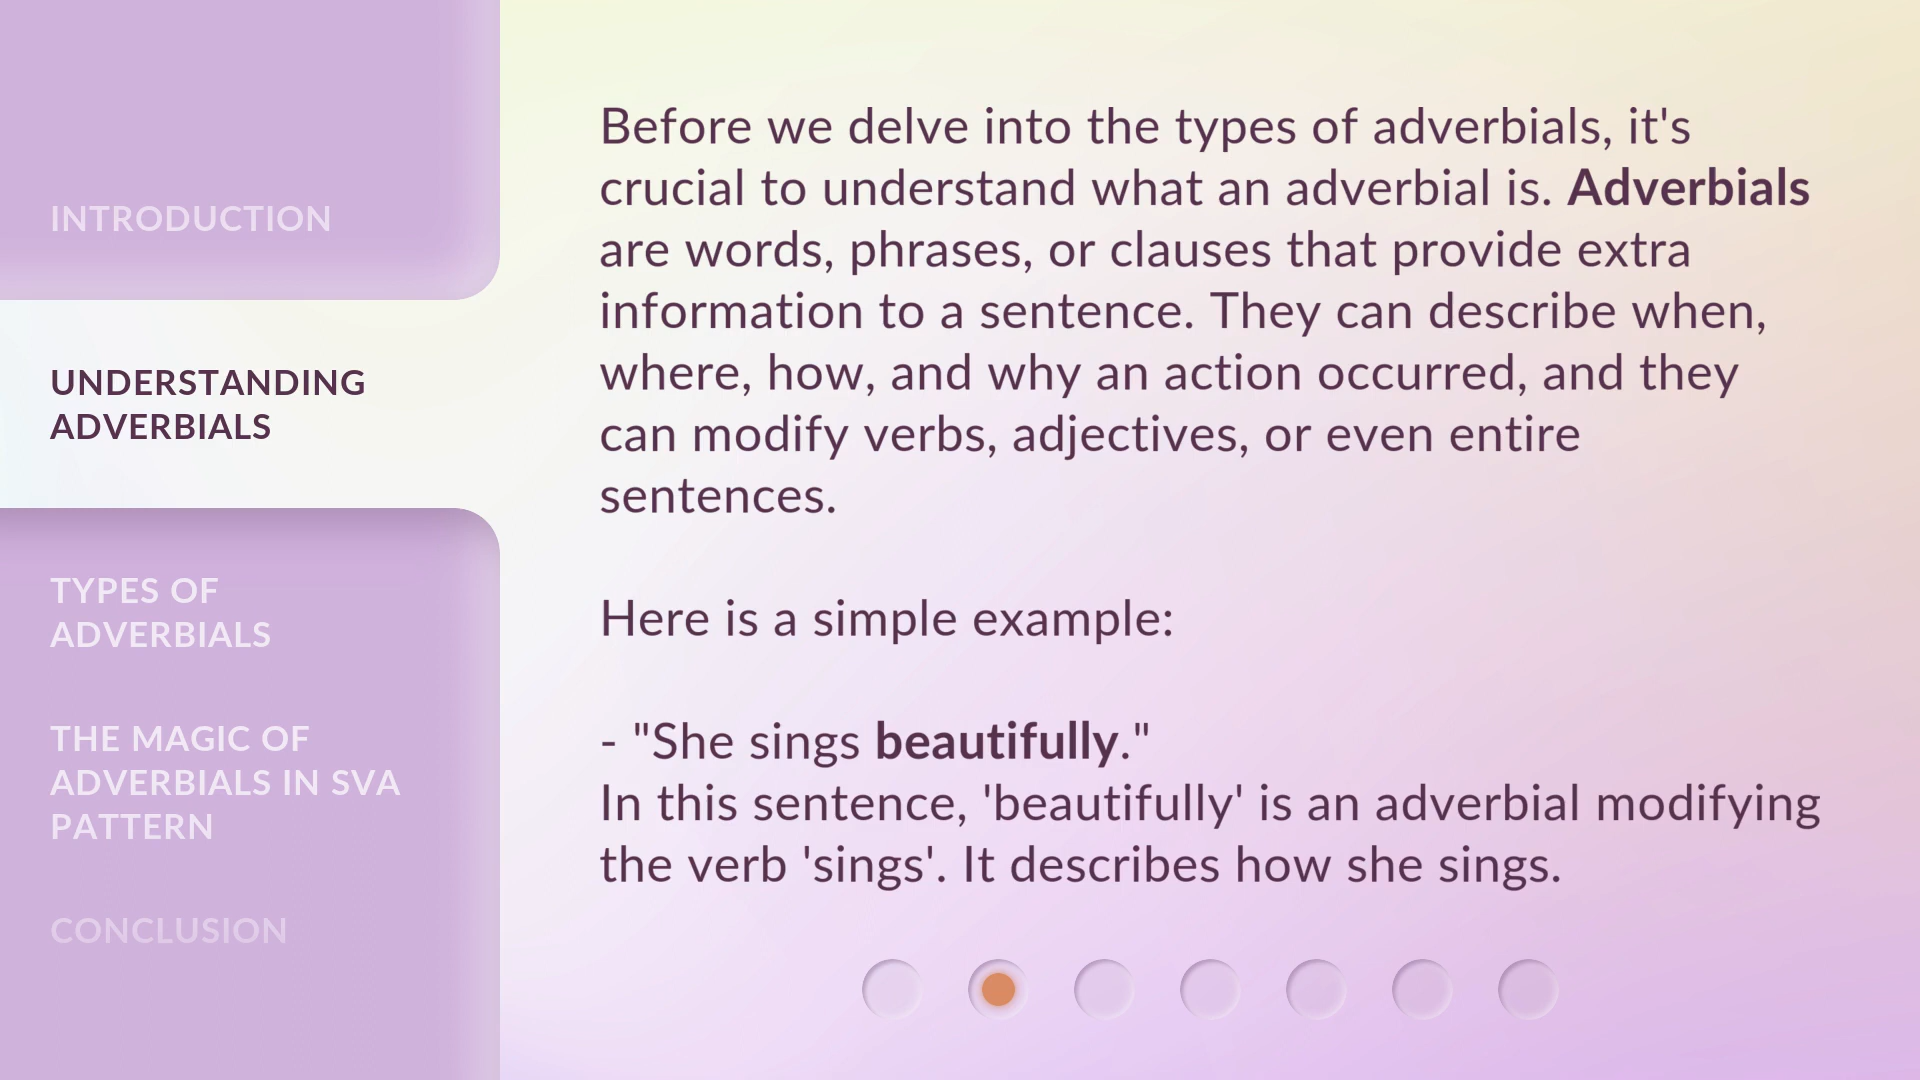 INTRODUCTION
UNDERSTANDING
ADVERBIALS
TYPES OF
ADVERBIALS
THE MAGIC OF
ADVERBIALS IN SVA
PATTERN
CONCLUSION
Before we delve into the types of adverbials, it's
crucial to understand what an adverbial is. Adverbials
are words, phrases, or clauses that provide extra
information to a sentence. They can describe when,
where, how, and why an action occurred, and they
can modify verbs, adjectives, or even entire
sentences.
Here is a simple example:
- "She sings beautifully."
In this sentence, 'beautifully' is an adverbial modifying
the verb 'sings'. It describes how she sings.